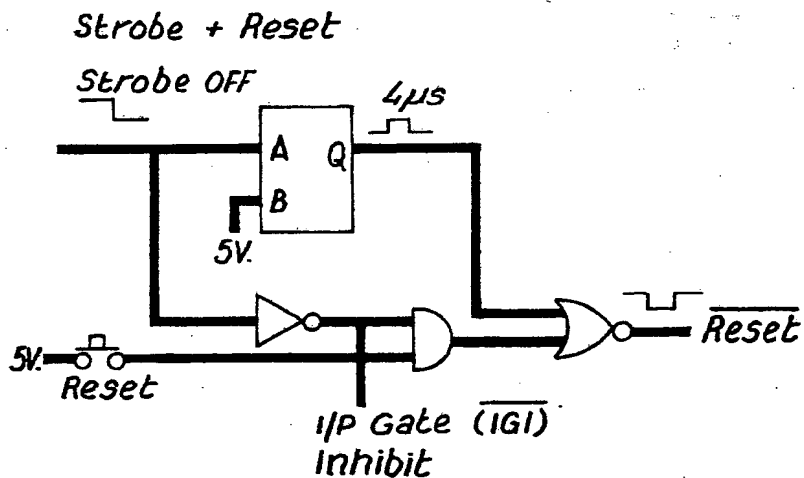 Strobe + Reset
Strobe OFF
4µs
A Q
B
5V.
Reset
5V.
Reset
I/P Gate (IGI)
Inhibit